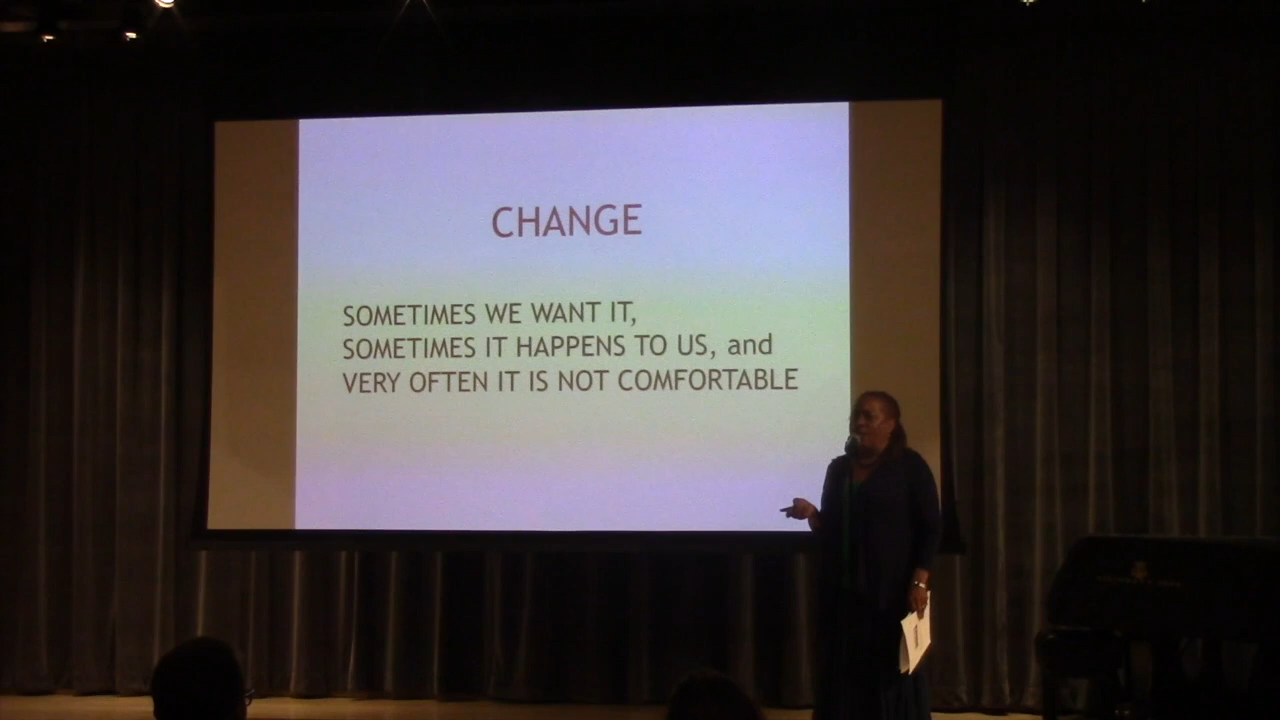 CHANGE
SOMETIMES WE WANT IT,
SOMETIMES IT HAPPENS TO US, and
VERY OFTEN IT IS NOT COMFORTABLE